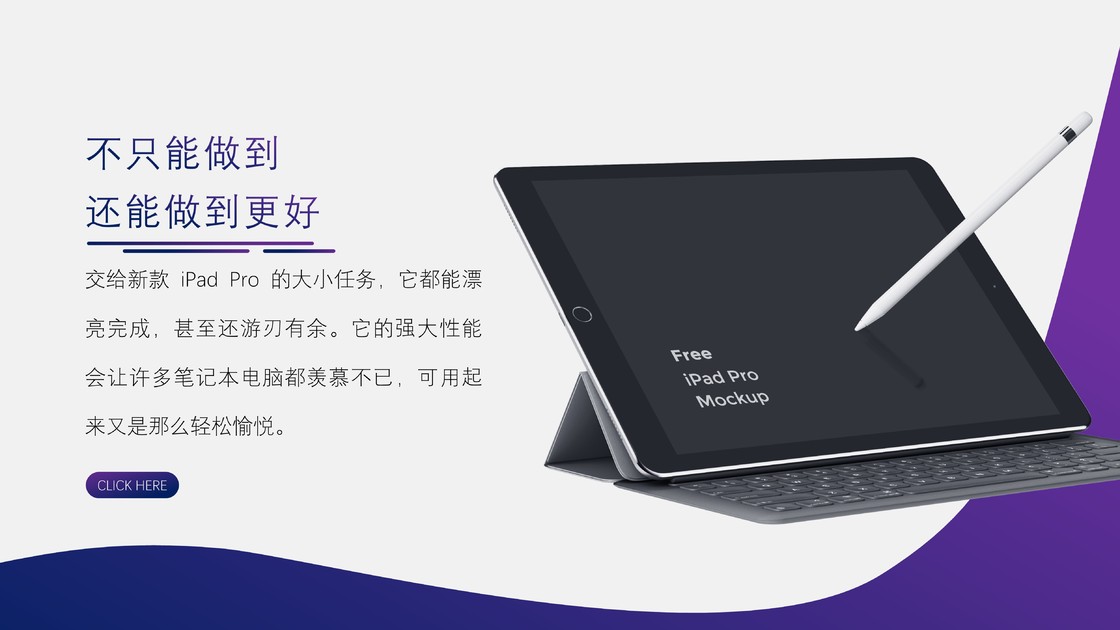 不只能做到
还能做到更好
交给新款 iPad Pro 的大小任务，它都能漂
亮完成，甚至还游刃有余。它的强大性能
会让许多笔记本电脑都羡慕不已，可用起
来又是那么轻松愉悦。
CLICK HERE
Free
iPad Pro
Mockup